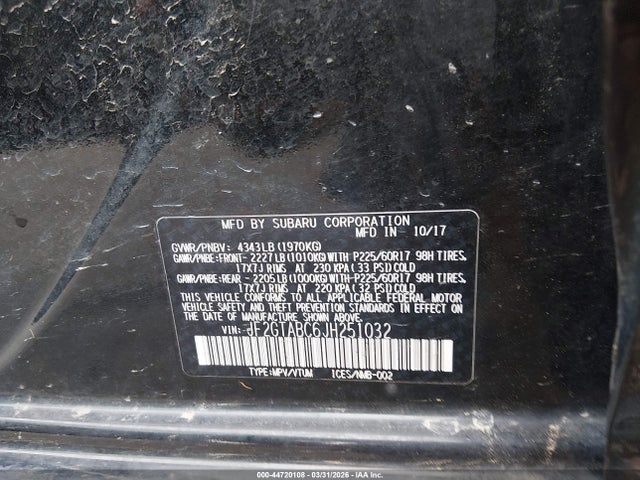 MFD BY SUBARU CORPORATION
MFD IN 10/17
GVWR/PNBV: 4343LB(1970KG)
GAWR/PNBE:FRONT-2227LB(1010KG)WITH P225/60R17 98H TIRES,
17X7J RIMS AT 230 KPA(33 PSI)COLD
GAWR/PNBE:REAR -2205LB(1000KG)WITH P225/60R17 98H TIRES,
17X7J RIMS AT 220 KPA(32 PSI)COLD
THIS VEHICLE CONFORMS TO ALL APPLICABLE FEDERAL MOTOR
VEHICLE SAFETY AND THEFT PREVENTION STANDARDS IN EFFECT ON
THE DATE OF MANUFACTURE SHOWN ABOVE.
VIN: JF2GTABC6JH251032
TYPE:MPV/VTUM ICES/NMB-002
000-44720108 - 03/31/2026 - IAA Inc.